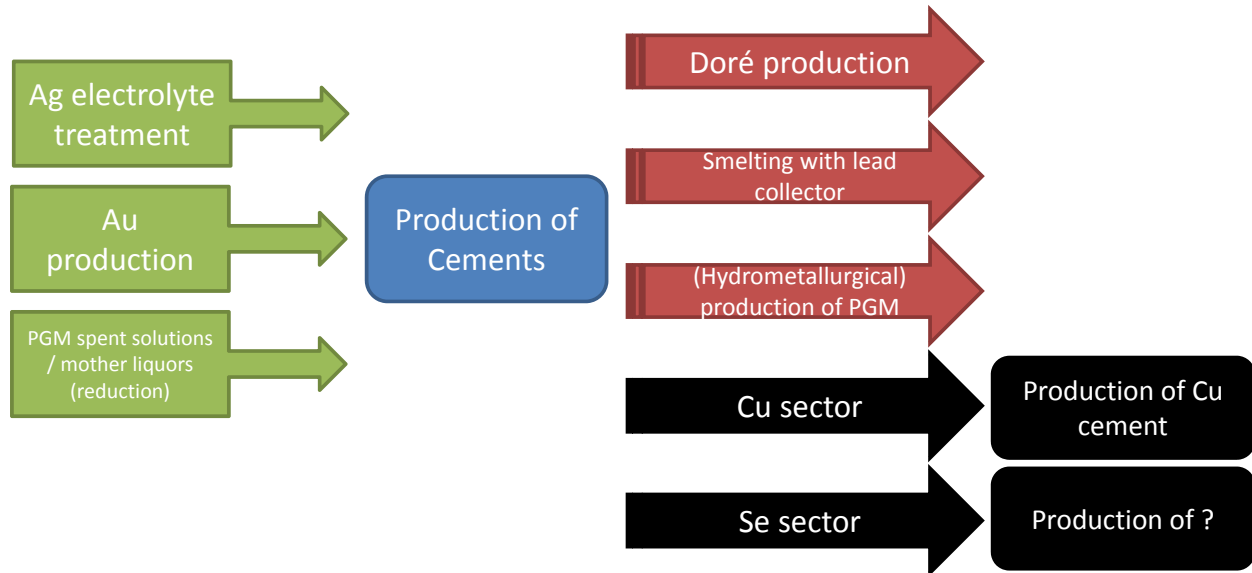 Ag electrolyte
treatment
Au
production
PGM spent solutions
/ mother liquors
(reduction)
Production of
Cements
Doré production
Smelting with lead
collector
(Hydrometallurgical)
production of PGM
Cu sector
Production of Cu
cement
Se sector
Production of ?